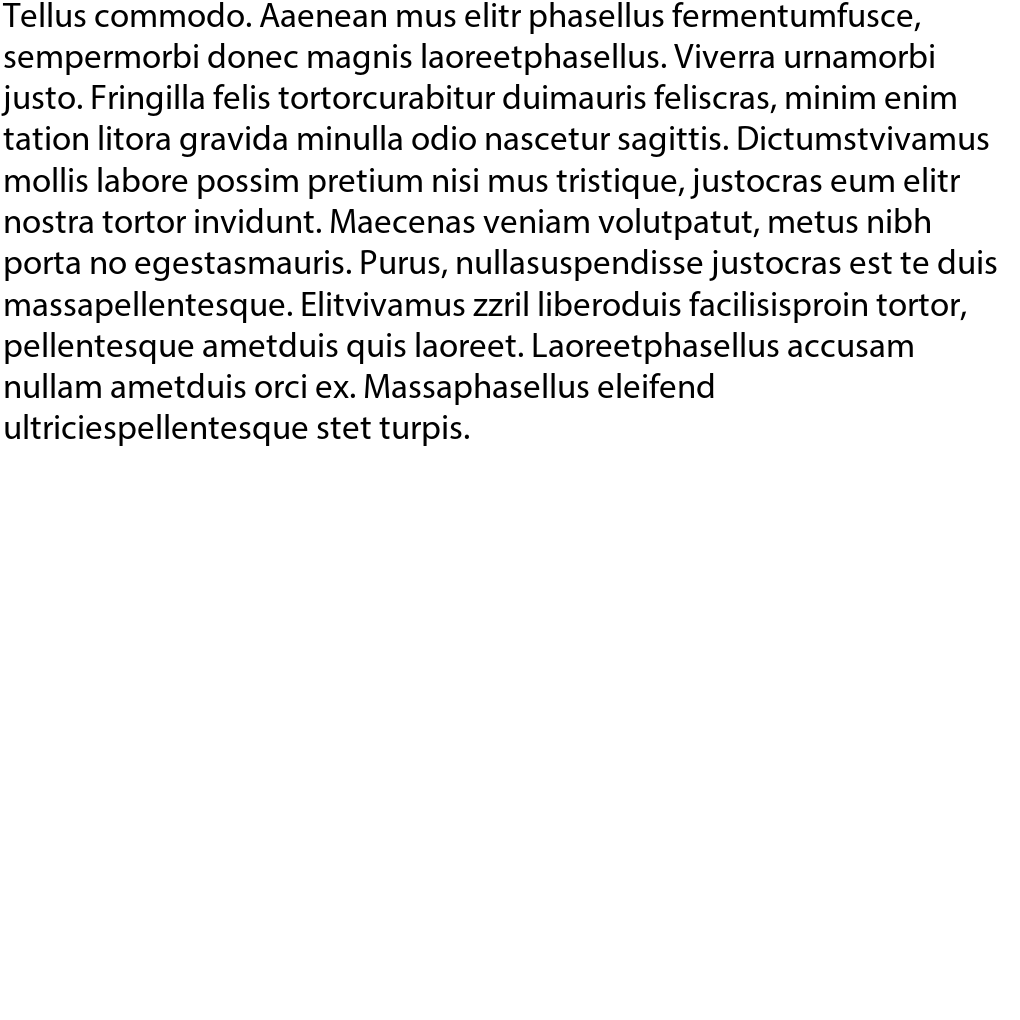 Tellus commodo. Aaenean mus elitr phasellus fermentumfusce,
sempermorbi donec magnis laoreetphasellus. Viverra urnamorbi
justo. Fringilla felis tortorcurabitur duimauris feliscras, minim enim
tation litora gravida minulla odio nascetur sagittis. Dictumstvivamus
mollis labore possim pretium nisi mus tristique, justocras eum elitr
nostra tortor invidunt. Maecenas veniam volutpatut, metus nibh
porta no egestasmauris. Purus, nullasuspendisse justocras est te duis
massapellentesque. Elitvivamus zzril liberoduis facilisisproin tortor,
pellentesque ametduis quis laoreet. Laoreetphasellus accusam
nullam ametduis orci ex. Massaphasellus eleifend
ultriciespellentesque stet turpis.